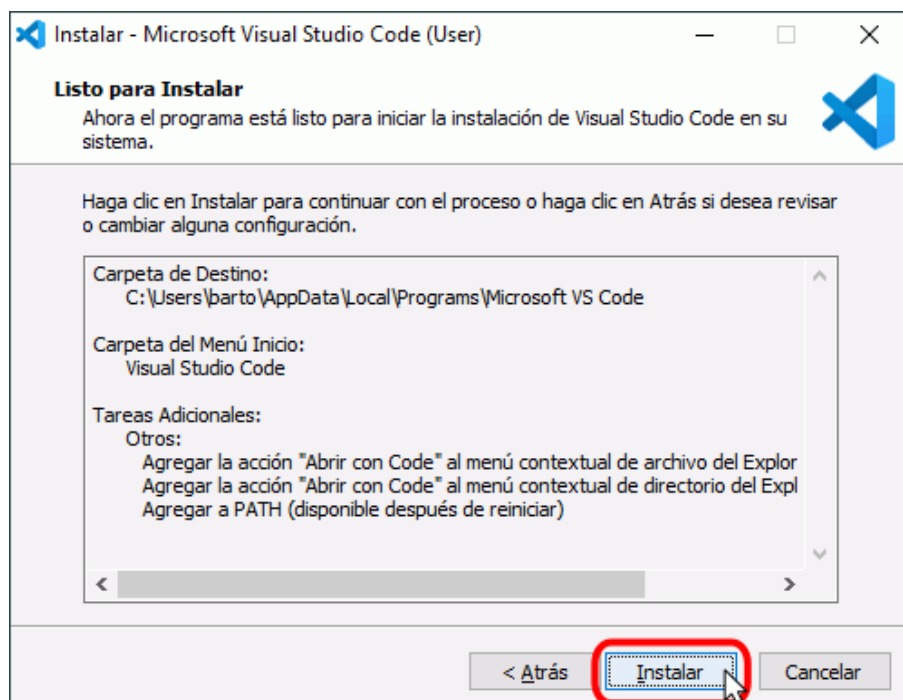 Instalar - Microsoft Visual Studio Code (User)
Listo para Instalar
Ahora el programa está listo para iniciar la instalación de Visual Studio Code en su
sistema.
Haga clic en Instalar para continuar con el proceso o haga clic en Atrás si desea revisar
o cambiar alguna configuración.
Carpeta de Destino:
C:\Users\barto\AppData\Local\Programs\Microsoft VS Code
Carpeta del Menú Inicio:
Visual Studio Code
Tareas Adicionales:
Otros:
Agregar la acción "Abrir con Code" al menú contextual de archivo del Explor
Agregar la acción "Abrir con Code" al menú contextual de directorio del Expl
Agregar a PATH (disponible después de reiniciar)
< Atrás
Instalar
Cancelar